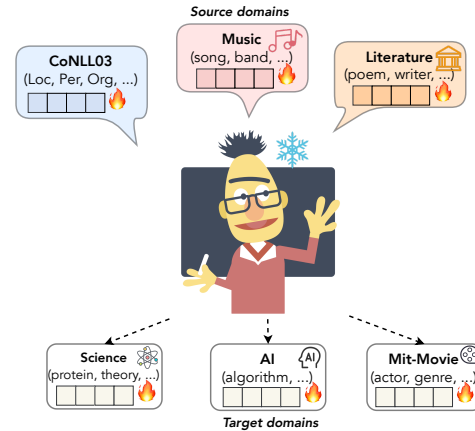 Source domains
CoNLL03
(Loc, Per, Org, ...)
Music
(song, band, ...)
Literature
(poem, writer, ...)
Science
(protein, theory, ...)
AI
(algorithm, ...)
AI
Mit-Movie
(actor, genre, ...)
Target domains